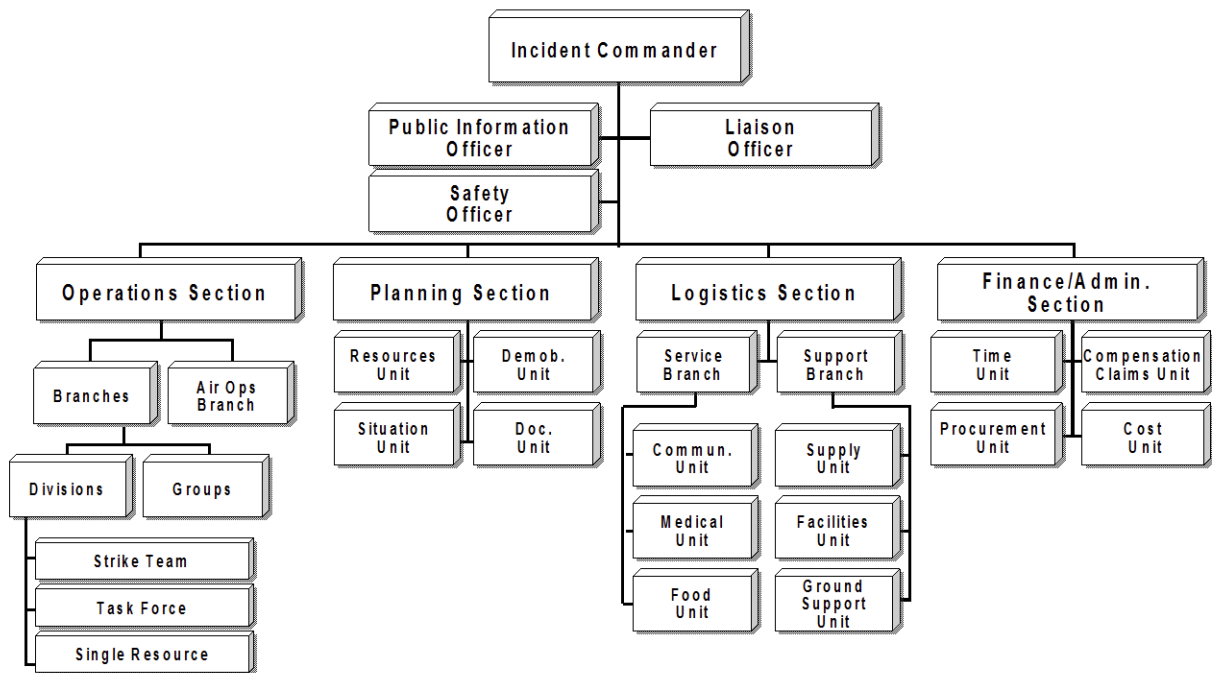 Incident Commander
Public Information
Officer
Liaison
Officer
Safety
Officer
Operations Section
Planning Section
Logistics Section
Finance/Admin.
Section
Branches
Air Ops
Branch
Divisions
Groups
Strike Team
Task Force
Single Resource
Resources
Unit
Demob.
Unit
Situation
Unit
Doc.
Unit
Service
Branch
Support
Branch
Commun.
Unit
Supply
Unit
Medical
Unit
Facilities
Unit
Food
Unit
Ground
Support
Unit
Time
Unit
Compensation
Claims Unit
Procurement
Unit
Cost
Unit